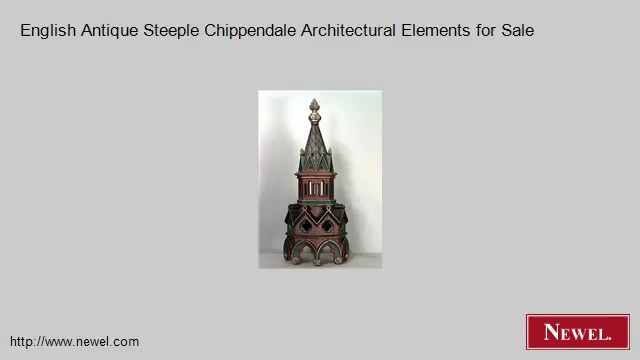 English Antique Steeple Chippendale Architectural Elements for Sale
http://www.newel.com
NEWEL.